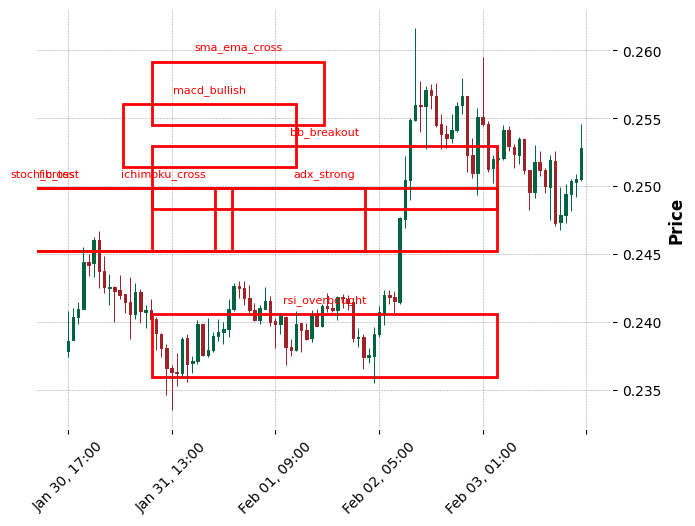 sma_ema_cross
macd_bullish
bb_breakout
ichimoku_cross
adx_strong
rsi_overbought
0.260
0.255
0.250
0.245
0.240
0.235
Price
Jan 30, 17:00
Jan 31, 13:00
Feb 01, 09:00
Feb 02, 05:00
Feb 03, 01:00